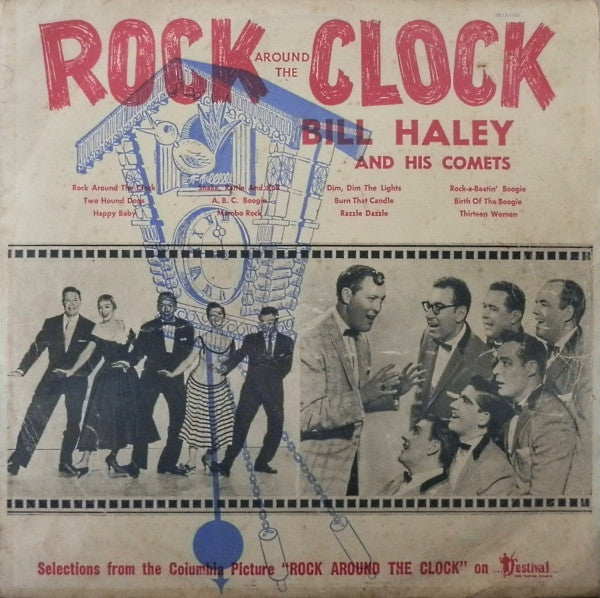 ROCK AROUND THE CLOCK
BILL HALEY
AND HIS COMETS
Rock Around The Clock
Two Hound Dogs
Happy Baby
Shake, Rattle And Roll
A. B. C. Boogie
Mambo Rock
Dim, Dim The Lights
Burn That Candle
Razzle Dazzle
Rock-a-Beatin' Boogie
Birth Of The Boogie
Thirteen Women
Selections from the Columbia Picture "ROCK AROUND THE CLOCK" on .... Festival